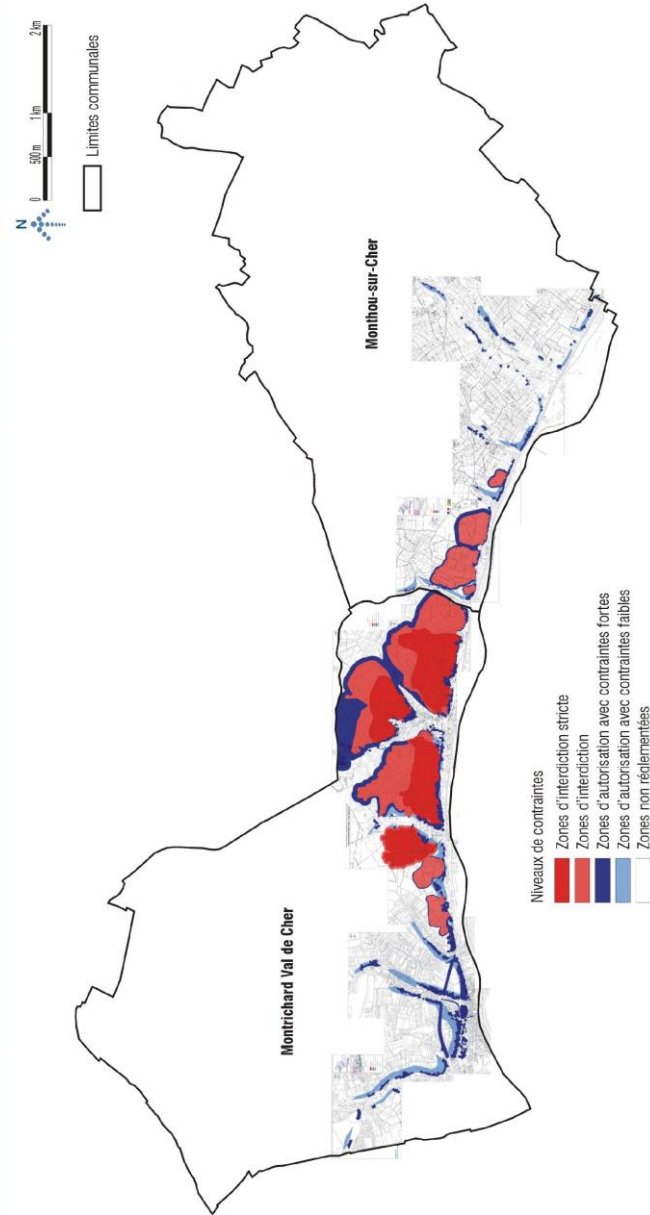 N
0
500 m
1 km
2 km
Limites communales
Monthou-sur-Cher
Montrichard Val de Cher
Niveaux de contraintes
Zones d'interdiction stricte
Zones d'interdiction
Zones d'autorisation avec contraintes fortes
Zones d'autorisation avec contraintes faibles
Zones non réglementées